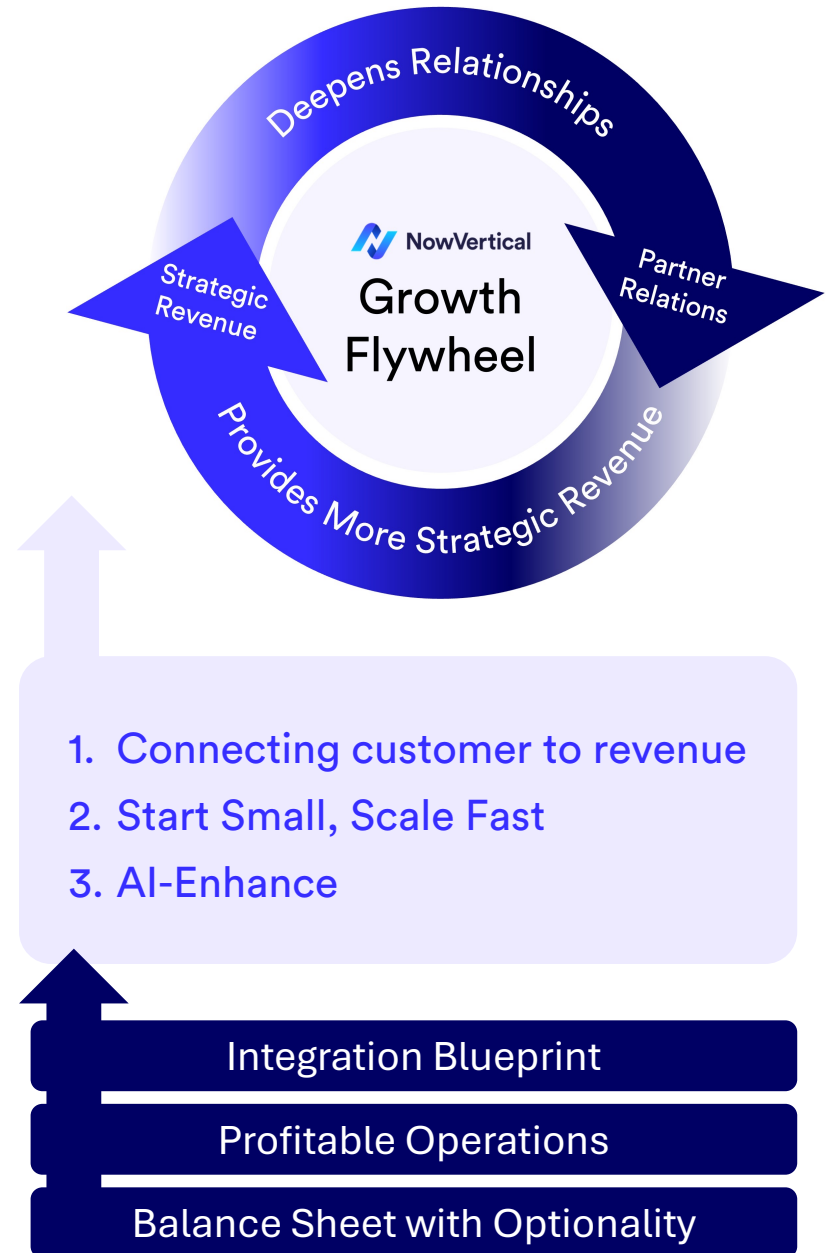 Deepens Relationships
NowVertical
Growth
Flywheel
Strategic
Revenue
Partner
Relations
Provides More Strategic Revenue
1. Connecting customer to revenue
2. Start Small, Scale Fast
3. AI-Enhance
Integration Blueprint
Profitable Operations
Balance Sheet with Optionality